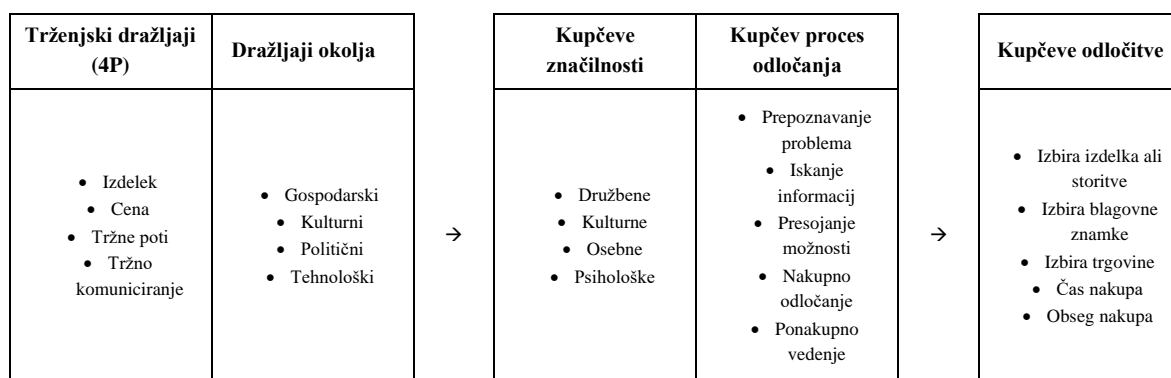 Trženjski dražljaji
(4P)
Dražljaji okolja
Kupčeve
značilnosti
Kupčev proces
odločanja
Kupčeve odločitve
• Izdelek
• Cena
• Tržne poti
• Tržno
komuniciranje
• Gospodarski
• Kulturni
• Politični
• Tehnološki
→
• Družbene
• Kulturne
• Osebne
• Psihološke
• Prepoznavanje
problema
• Iskanje
informacij
• Presojanje
možnosti
• Nakupno
odločanje
• Ponakupno
vedenje
→
• Izbira izdelka ali
storitve
• Izbira blagovne
znamke
• Izbira trgovine
• Čas nakupa
• Obseg nakupa